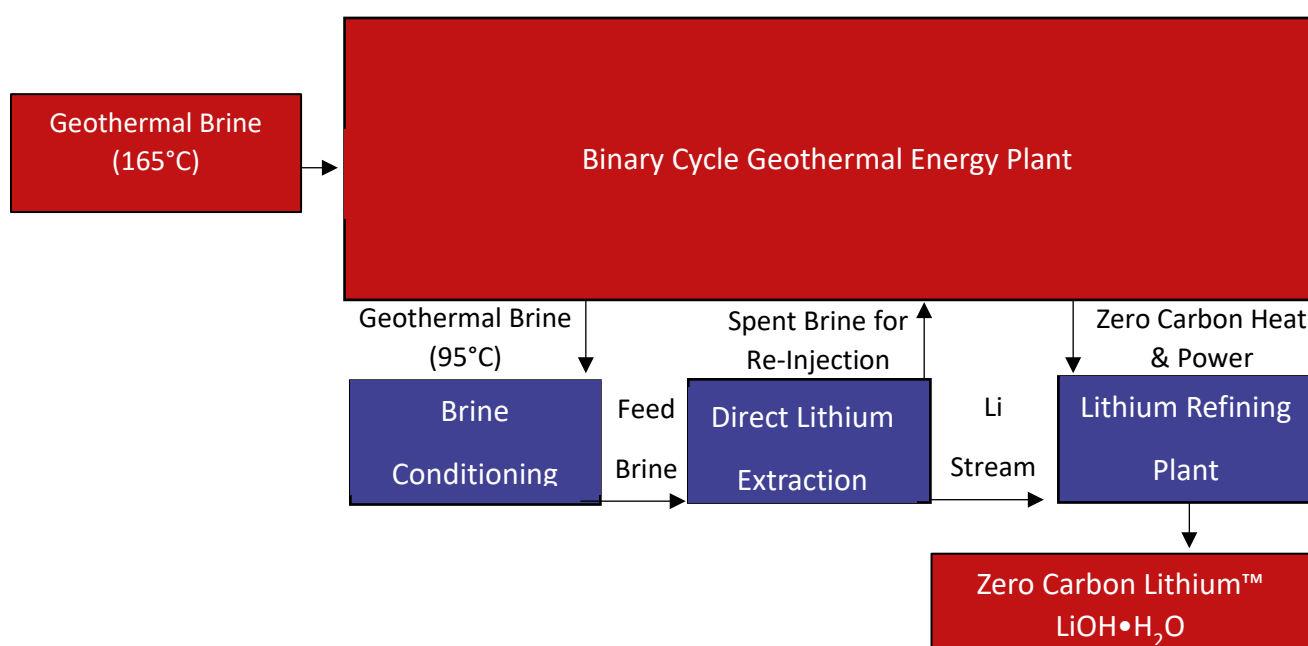 Geothermal Brine
(165°C)
Binary Cycle Geothermal Energy Plant
Geothermal Brine
(95°C)
Spent Brine for
Re-Injection
Zero Carbon Heat
& Power
Brine
Conditioning
Feed
Brine
Direct Lithium
Extraction
Li
Stream
Lithium Refining
Plant
Zero Carbon Lithium™
LiOH•H₂O